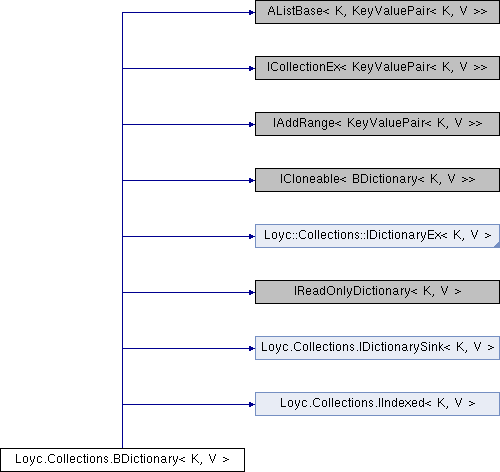 AListBase< K, KeyValuePair< K, V >>
ICollectionEx< KeyValuePair< K, V >>
IAddRange< KeyValuePair< K, V >>
ICloneable< BDictionary< K, V >>
Loyc::Collections::IDictionaryEx< K, V >
IReadOnlyDictionary< K, V >
Loyc.Collections.IDictionarySink< K, V >
Loyc.Collections.IIndexed< K, V >
Loyc.Collections.BDictionary< K, V >